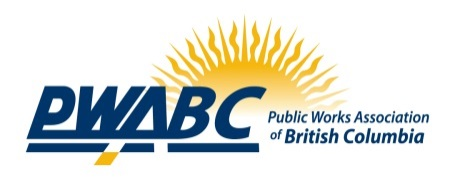 PWABC
Public Works Association
of British Columbia